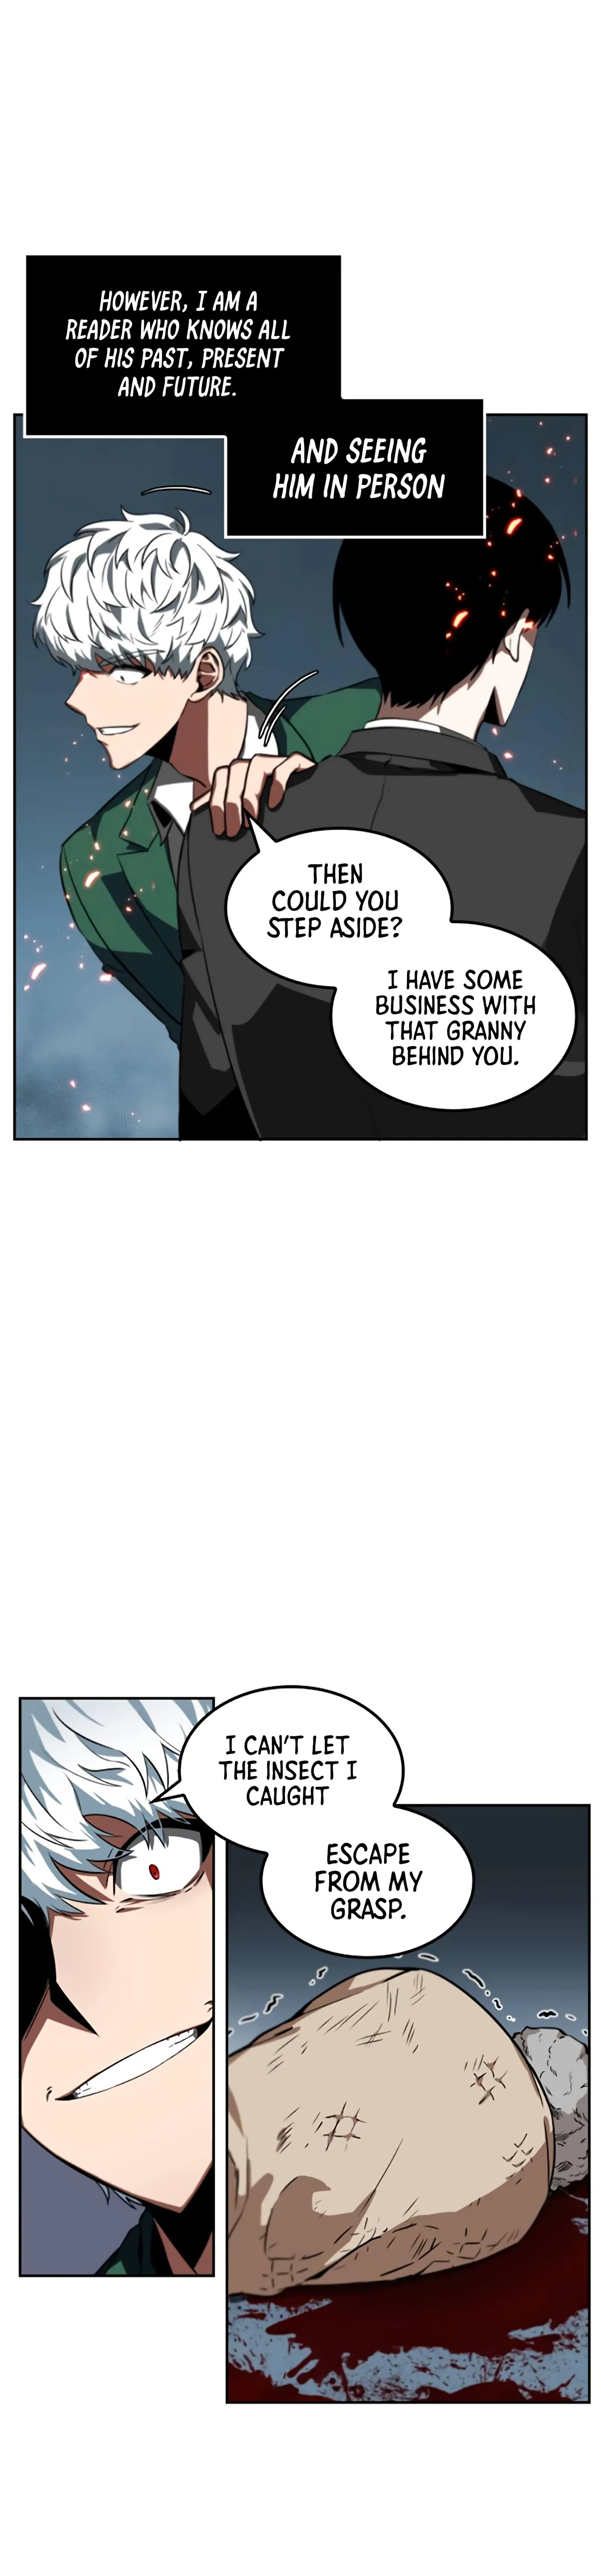 HOWEVER, I AM A
READER WHO KNOWS ALL
OF HIS PAST, PRESENT
AND FUTURE.
AND SEEING
HIM IN PERSON
THEN
COULD YOU
STEP ASIDE?
I HAVE SOME
BUSINESS WITH
THAT GRANNY
BEHIND YOU.
I CAN'T LET
THE INSECT I
CAUGHT
ESCAPE
FROM MY
GRASP.